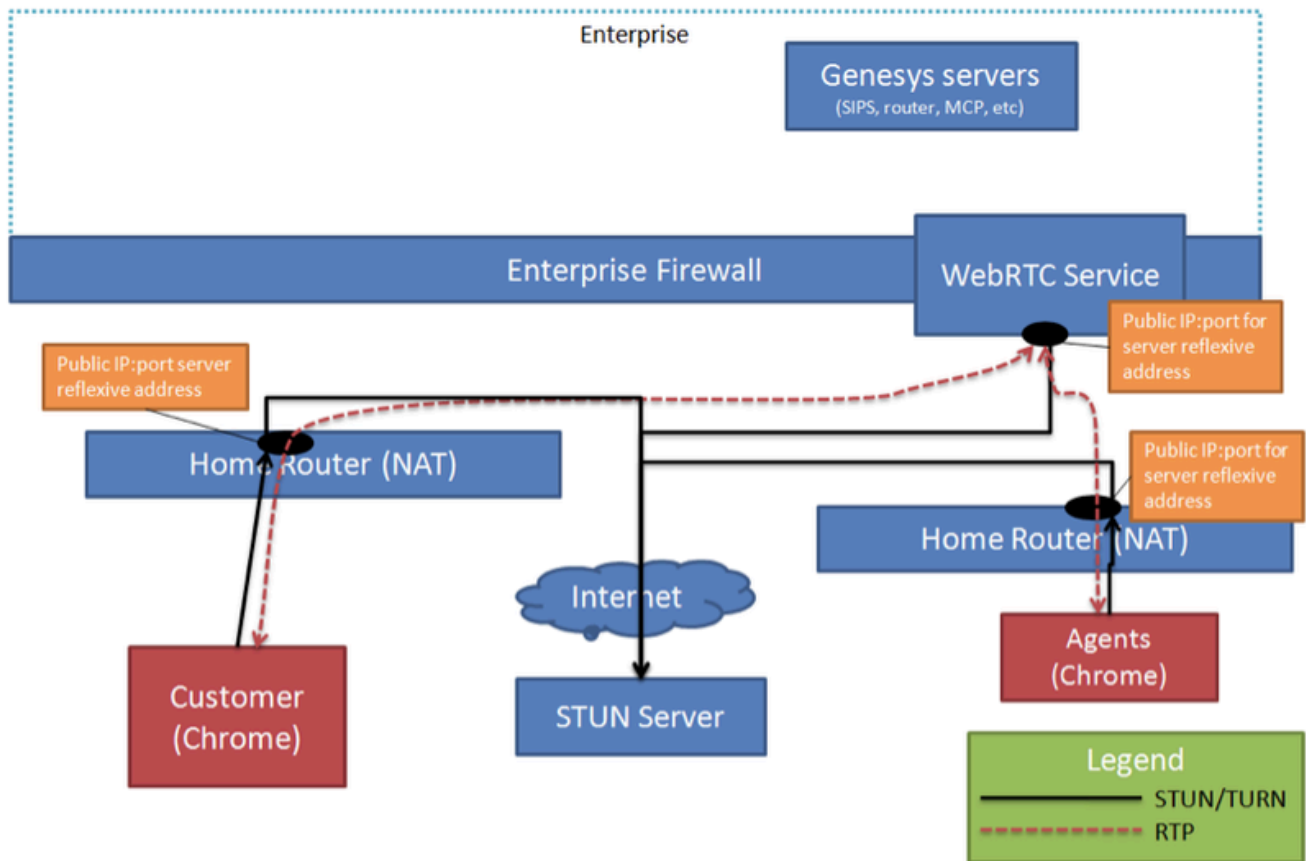 Enterprise
Genesys servers
(SIPS, router, MCP, etc)
Enterprise Firewall
WebRTC Service
Public IP:port for
server reflexive
address
Public IP:port server
reflexive address
Home Router (NAT)
Public IP:port for
server reflexive
address
Home Router (NAT)
Internet
Customer
(Chrome)
STUN Server
Agents
(Chrome)
Legend
STUN/TURN
RTP